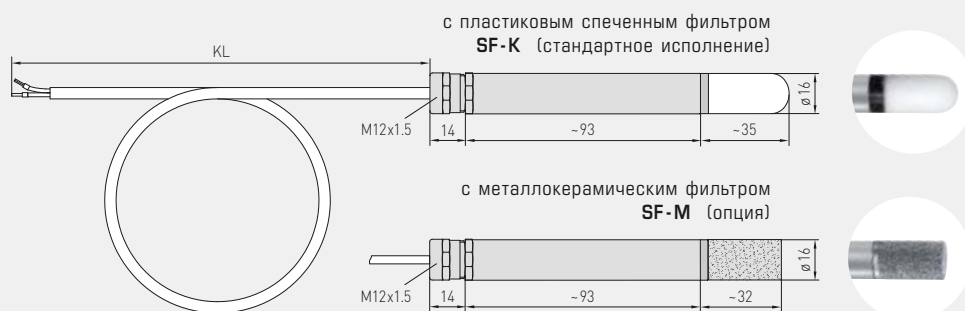 с пластиковым спеченным фильтром
SF-K (стандартное исполнение)
KL
M12x1.5
14
~93
~35
ø16
с металлокерамическим фильтром
SF-M (опция)
M12x1.5
14
~93
~32
ø16